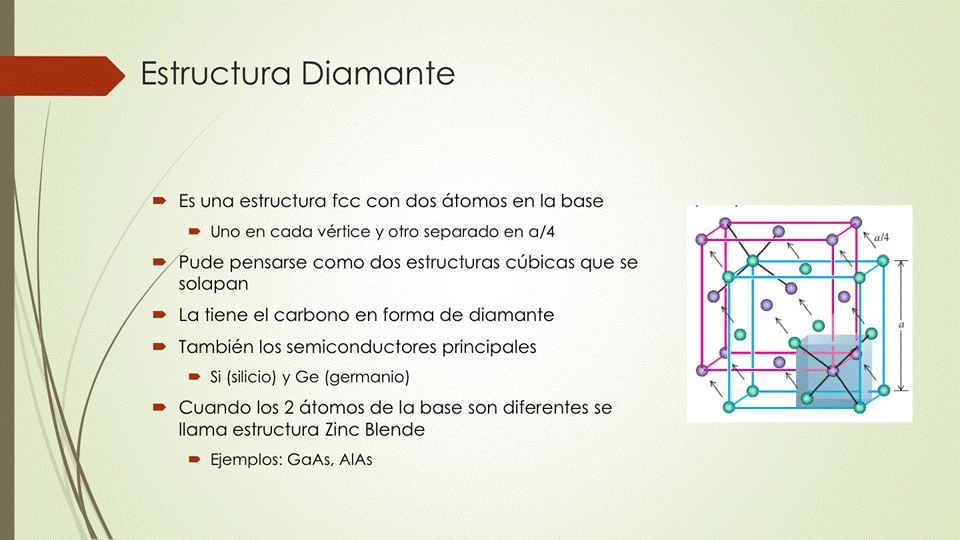 Estructura Diamante
Es una estructura fcc con dos átomos en la base
Uno en cada vértice y otro separado en a/4
Pude pensarse como dos estructuras cúbicas que se
solapan
La tiene el carbono en forma de diamante
También los semiconductores principales
Si (silicio) y Ge (germanio)
Cuando los 2 átomos de la base son diferentes se
llama estructura Zinc Blende
Ejemplos: GaAs, AlAs
a/4
a